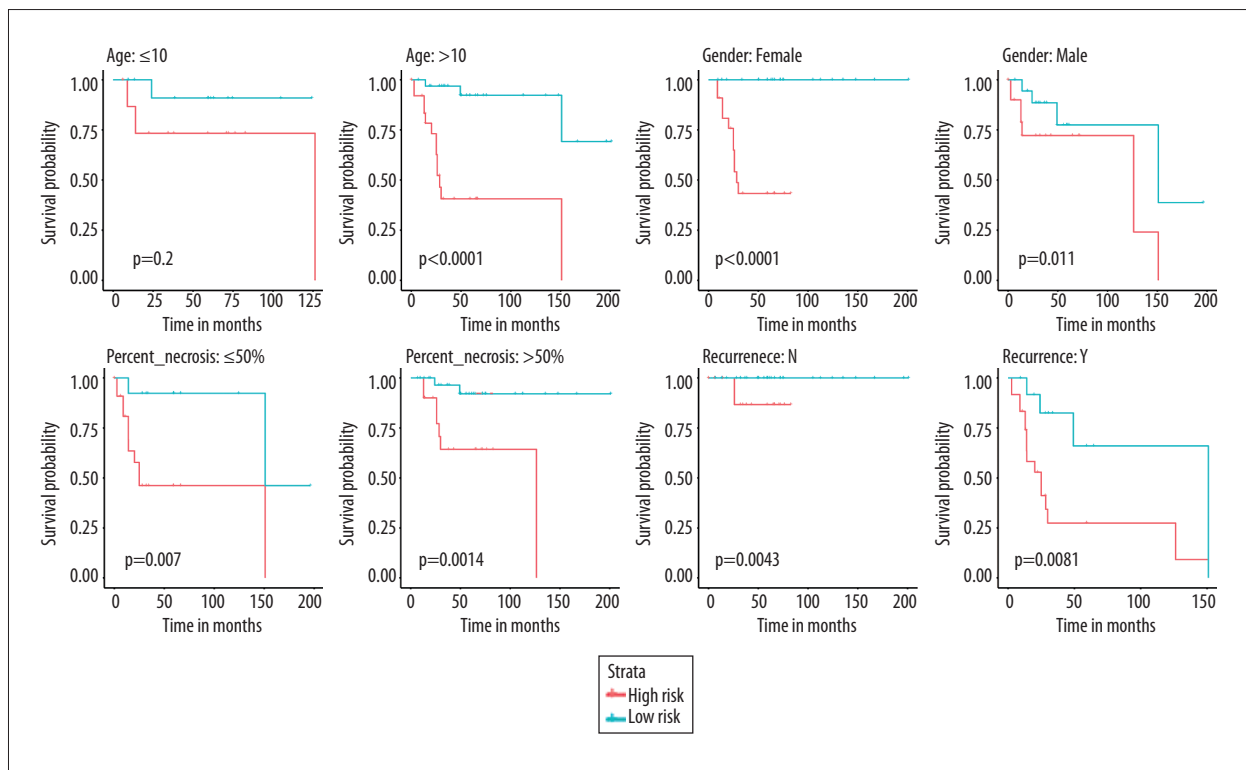 Age: ≤10
Age: >10
Gender: Female
Gender: Male
Survival probability
1.00
0.75
0.50
0.25
0.00
p=0.2
0 25 50 75 100 125
Time in months
Survival probability
1.00
0.75
0.50
0.25
0.00
p<0.0001
0 50 100 150 200
Time in months
Survival probability
1.00
0.75
0.50
0.25
0.00
p<0.0001
0 50 100 150 200
Time in months
Survival probability
1.00
0.75
0.50
0.25
0.00
p=0.011
0 50 100 150 200
Time in months
Percent_necrosis: ≤50%
Percent_necrosis: >50%
Recurrenece: N
Recurrence: Y
Survival probability
1.00
0.75
0.50
0.25
0.00
p=0.007
0 50 100 150 200
Time in months
Survival probability
1.00
0.75
0.50
0.25
0.00
p=0.0014
0 50 100 150 200
Time in months
Survival probability
1.00
0.75
0.50
0.25
0.00
p=0.0043
0 50 100 150 200
Time in months
Survival probability
1.00
0.75
0.50
0.25
0.00
p=0.0081
0 50 100 150
Time in months
Strata
High risk
Low risk